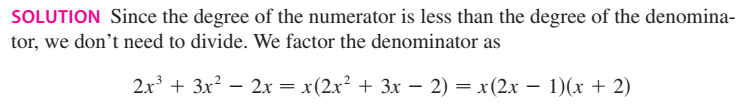 SOLUTION Since the degree of the numerator is less than the degree of the denomina-
tor, we don’t need to divide. We factor the denominator as
2x³ + 3x² − 2x = x(2x² + 3x − 2) = x(2x − 1)(x + 2)